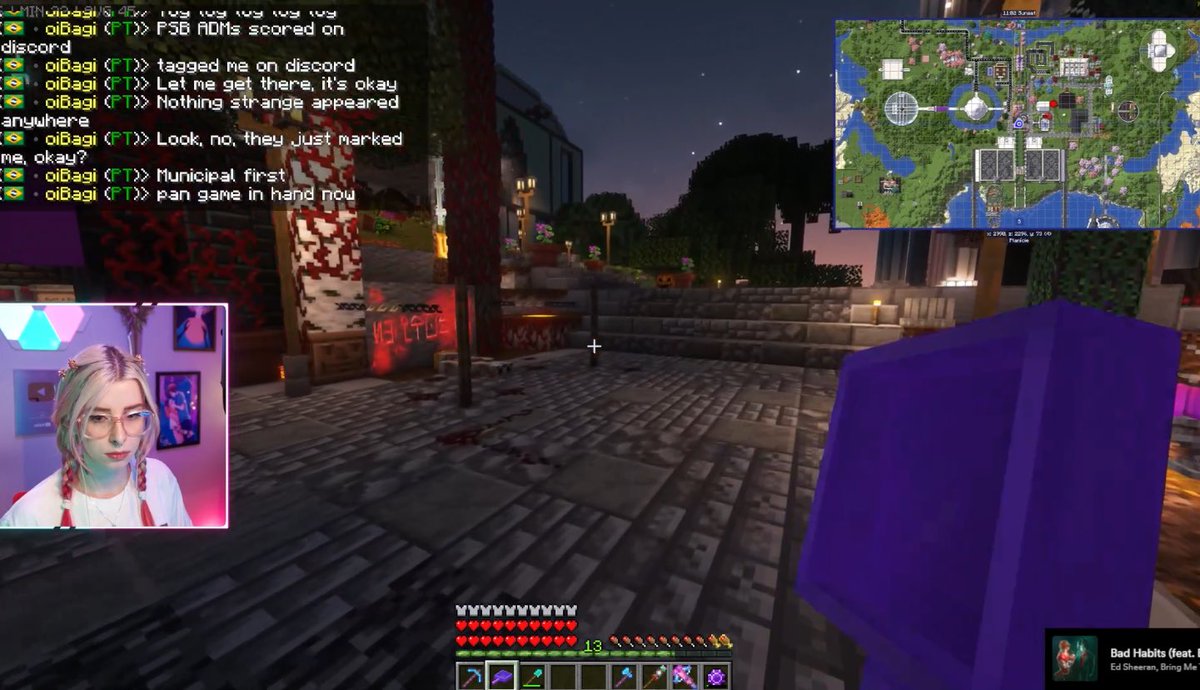 oiBagi (PT)» PSB ADMs scored on
discord
oiBagi (PT)» tagged me on discord
oiBagi (PT)» Let me get there, it's okay
oiBagi (PT)» Nothing strange appeared
anywhere
oiBagi (PT)» Look, no, they just marked
me, okay?
oiBagi (PT)» Municipal first
oiBagi (PT)» pan game in hand now
Planície
13
Bad Habits (feat.
Ed Sheeran, Bring Me